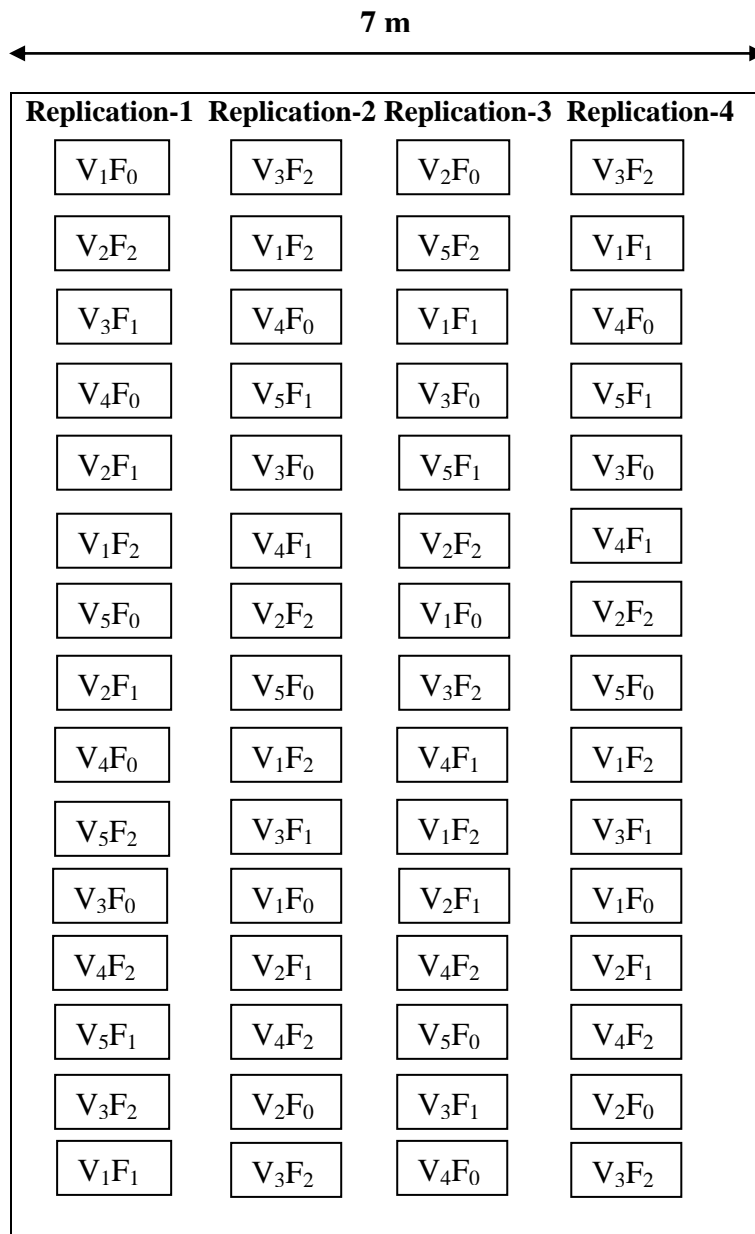 7 m
Replication-1 Replication-2 Replication-3 Replication-4
V₁F₀ V₃F₂ V₂F₀ V₃F₂
V₂F₂ V₁F₂ V₅F₂ V₁F₁
V₃F₁ V₄F₀ V₁F₁ V₄F₀
V₄F₀ V₅F₁ V₃F₀ V₅F₁
V₂F₁ V₃F₀ V₅F₁ V₃F₀
V₁F₂ V₄F₁ V₂F₂ V₄F₁
V₅F₀ V₂F₂ V₁F₀ V₂F₂
V₂F₁ V₅F₀ V₃F₂ V₅F₀
V₄F₀ V₁F₂ V₄F₁ V₁F₂
V₅F₂ V₃F₁ V₁F₂ V₃F₁
V₃F₀ V₁F₀ V₂F₁ V₁F₀
V₄F₂ V₂F₁ V₄F₂ V₂F₁
V₅F₁ V₄F₂ V₅F₀ V₄F₂
V₃F₂ V₂F₀ V₃F₁ V₂F₀
V₁F₁ V₃F₂ V₄F₀ V₃F₂